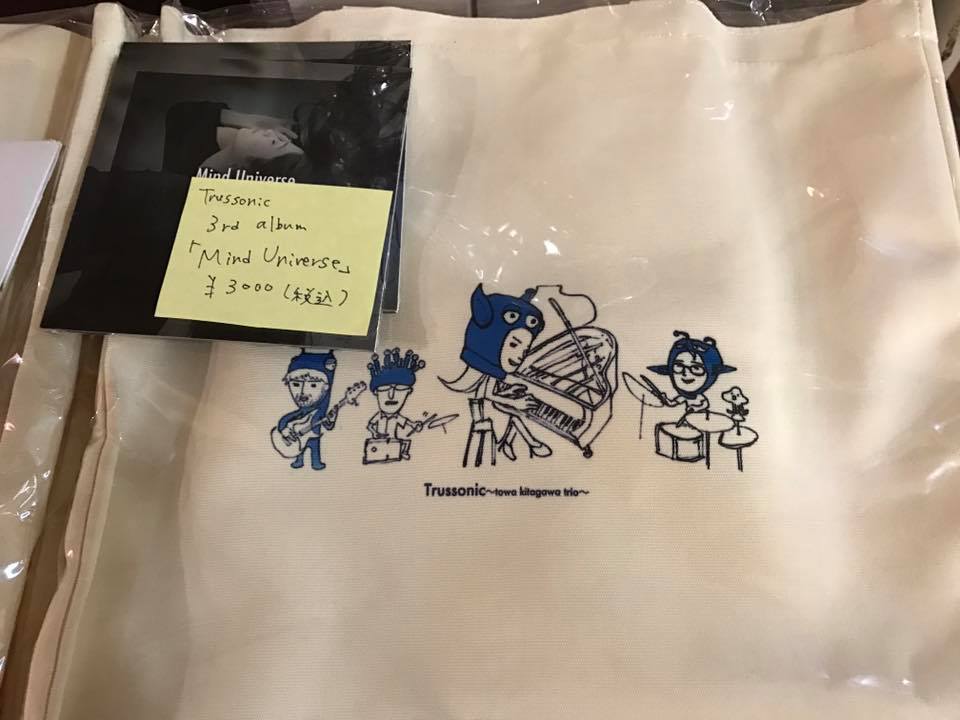 Mind Universe
Trussonic
3rd album
「Mind Universe」
¥3000(税込)
Trussonic～towa kitagawa trio～